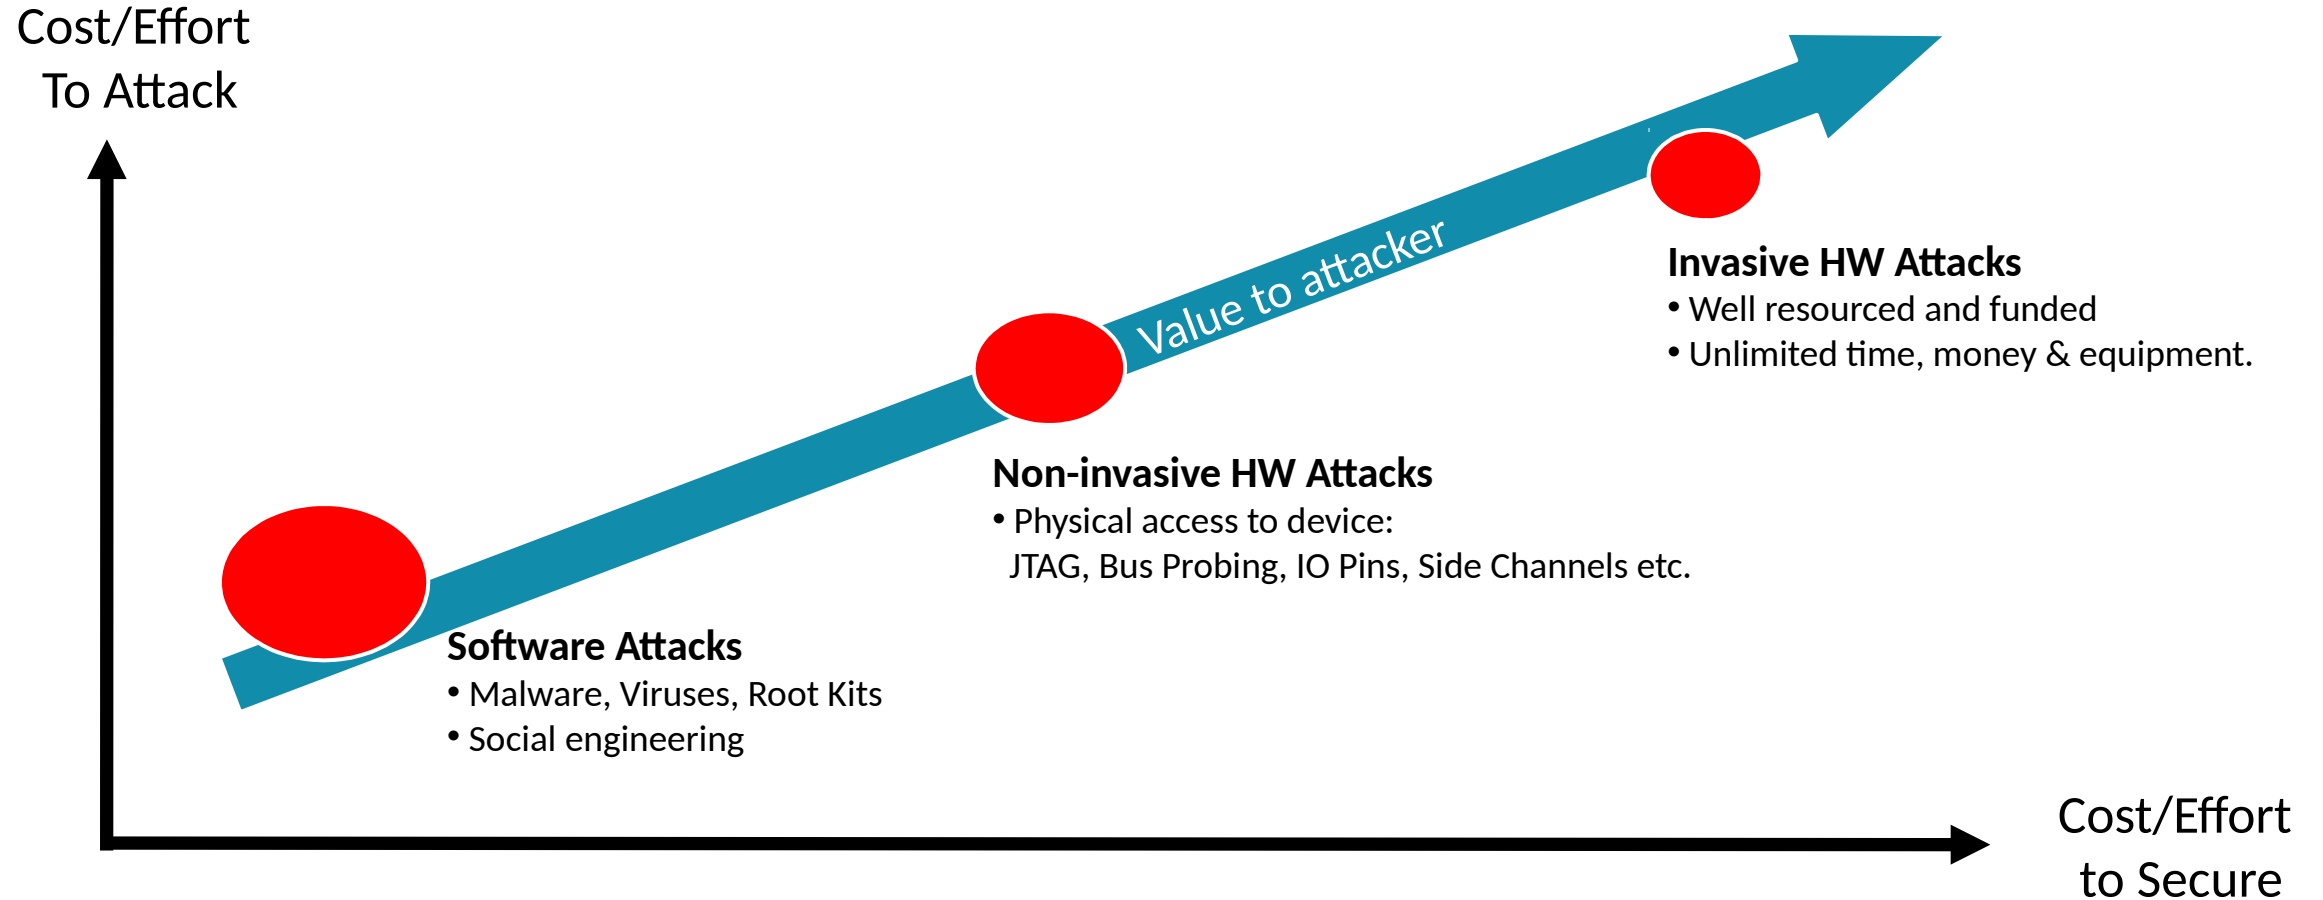 Cost/Effort
To Attack
Value to attacker
Invasive HW Attacks
• Well resourced and funded
• Unlimited time, money & equipment.
Non-invasive HW Attacks
• Physical access to device:
JTAG, Bus Probing, IO Pins, Side Channels etc.
Software Attacks
• Malware, Viruses, Root Kits
• Social engineering
Cost/Effort
to Secure